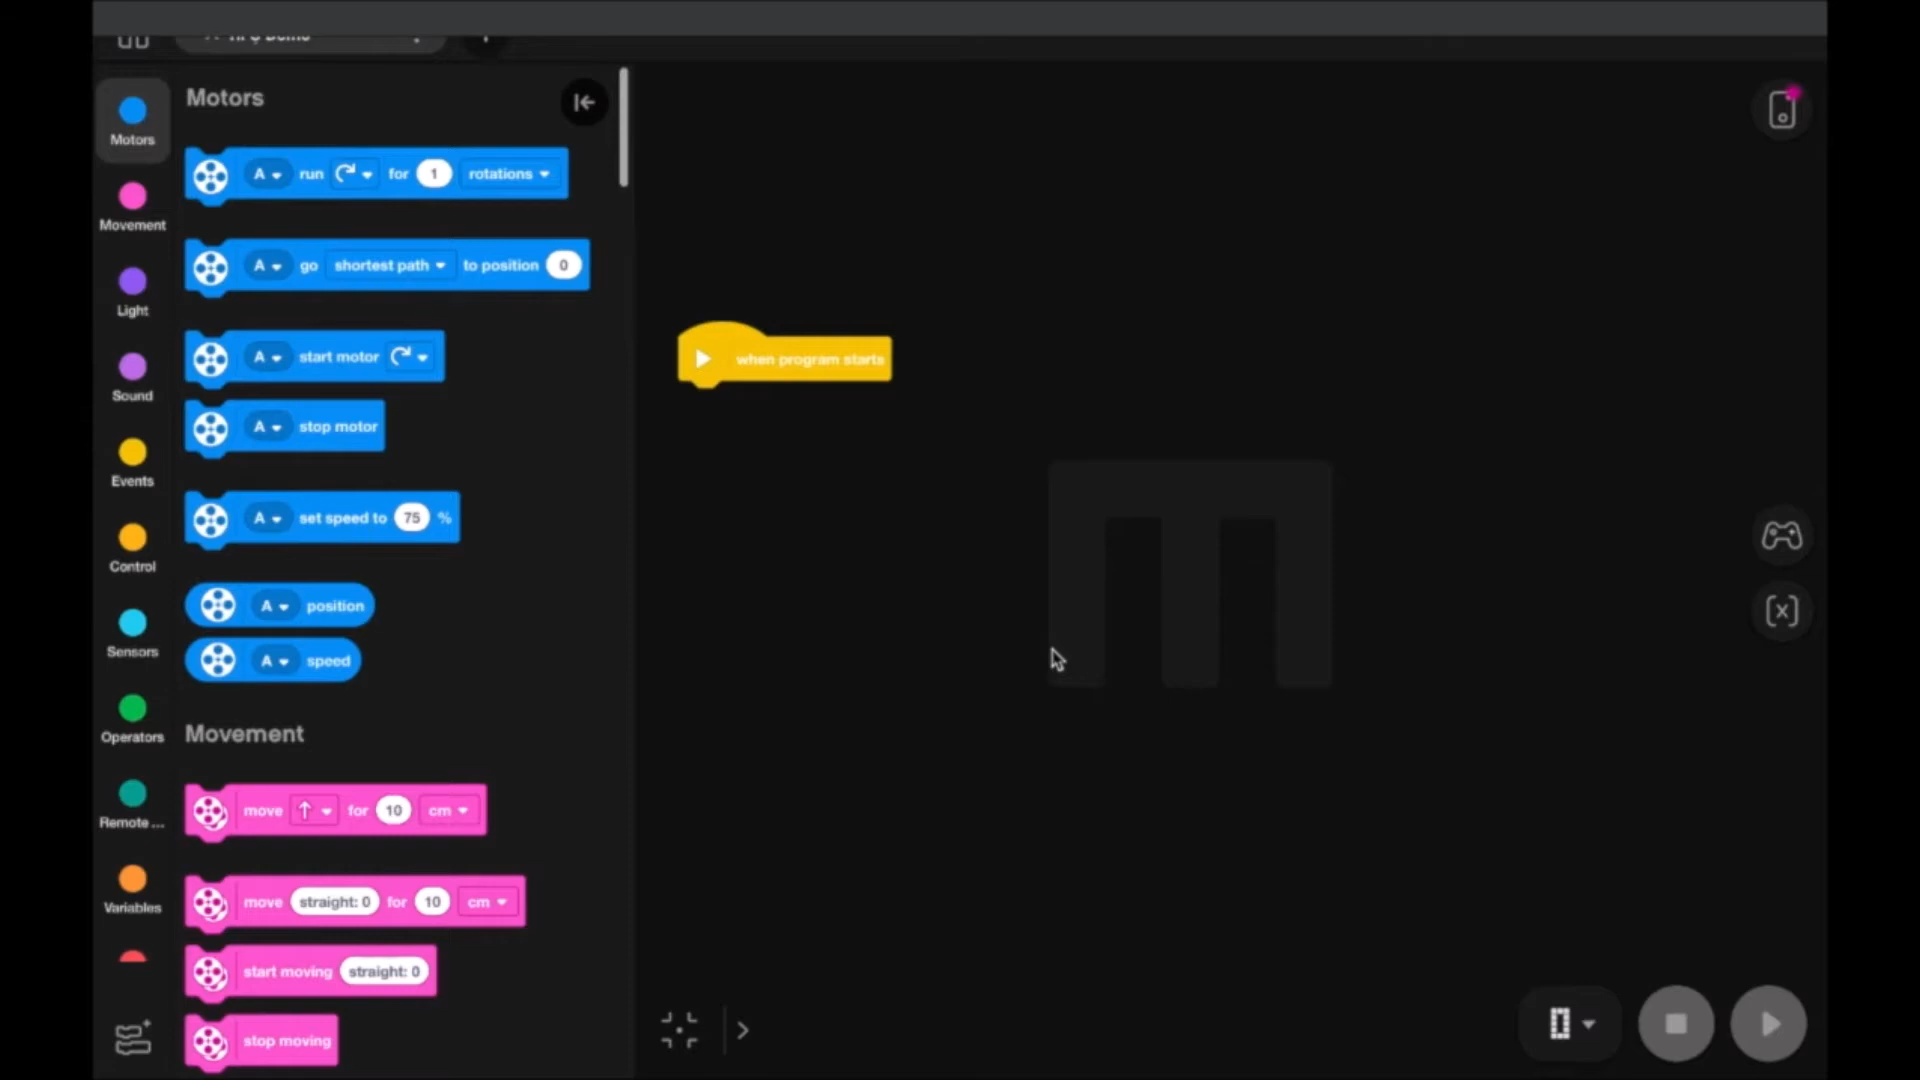 Demo
Motors
Motors
A run for 1 rotations
Movement
A go shortest path to position 0
Light
A start motor
Sound
A stop motor
when program starts
Events
A set speed to 75 %
Control
A position
Sensors
A speed
Operators
Movement
Remote ...
move for 10 cm
Variables
move straight: 0 for 10 cm
start moving straight: 0
stop moving